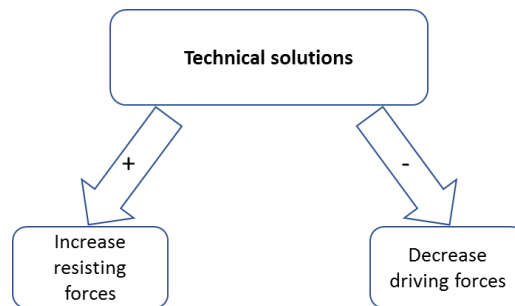 Technical solutions
+
-
Increase
resisting
forces
Decrease
driving forces